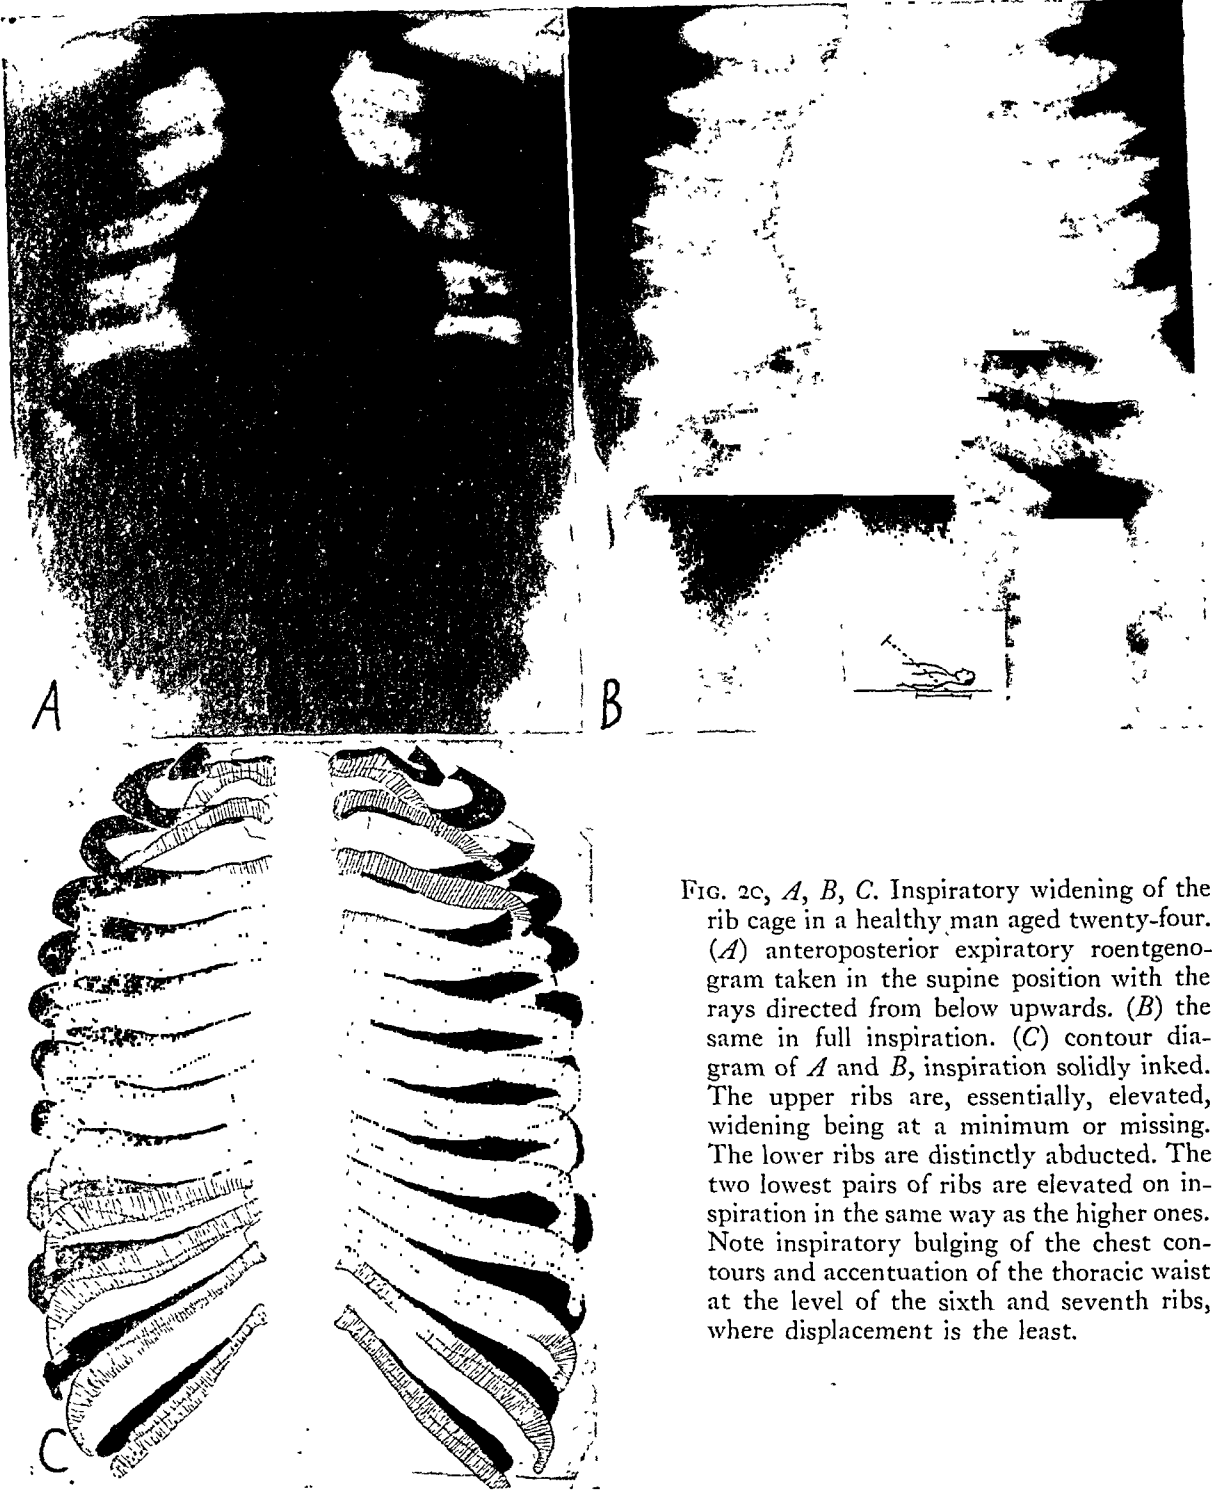 A
B
C
FIG. 20, A, B, C. Inspiratory widening of the
rib cage in a healthy man aged twenty-four.
(A) anteroposterior expiratory roentgeno-
gram taken in the supine position with the
rays directed from below upwards. (B) the
same in full inspiration. (C) contour dia-
gram of A and B, inspiration solidly inked.
The upper ribs are, essentially, elevated,
widening being at a minimum or missing.
The lower ribs are distinctly abducted. The
two lowest pairs of ribs are elevated on in-
spiration in the same way as the higher ones.
Note inspiratory bulging of the chest con-
tours and accentuation of the thoracic waist
at the level of the sixth and seventh ribs,
where displacement is the least.